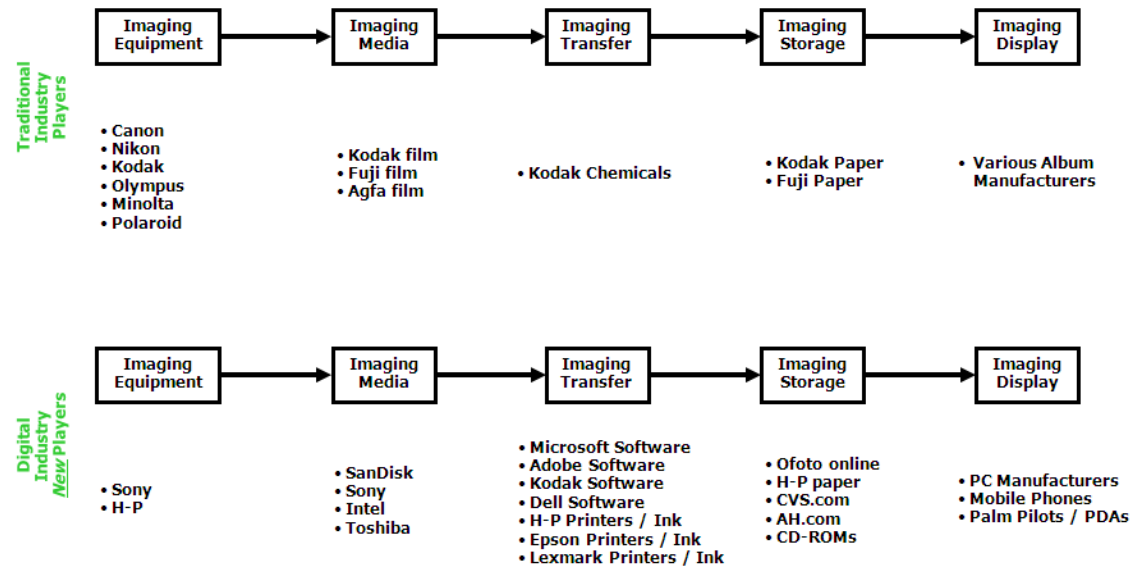 Traditional
Industry
Players
Imaging
Equipment
Imaging
Media
Imaging
Transfer
Imaging
Storage
Imaging
Display
• Canon
• Nikon
• Kodak
• Olympus
• Minolta
• Polaroid
• Kodak film
• Fuji film
• Agfa film
• Kodak Chemicals
• Kodak Paper
• Fuji Paper
• Various Album
Manufacturers
Digital
Industry
New Players
Imaging
Equipment
Imaging
Media
Imaging
Transfer
Imaging
Storage
Imaging
Display
• Sony
• H-P
• SanDisk
• Sony
• Intel
• Toshiba
• Microsoft Software
• Adobe Software
• Kodak Software
• Dell Software
• H-P Printers / Ink
• Epson Printers / Ink
• Lexmark Printers / Ink
• Ofoto online
• H-P paper
• CVS.com
• AH.com
• CD-ROMs
• PC Manufacturers
• Mobile Phones
• Palm Pilots / PDAs